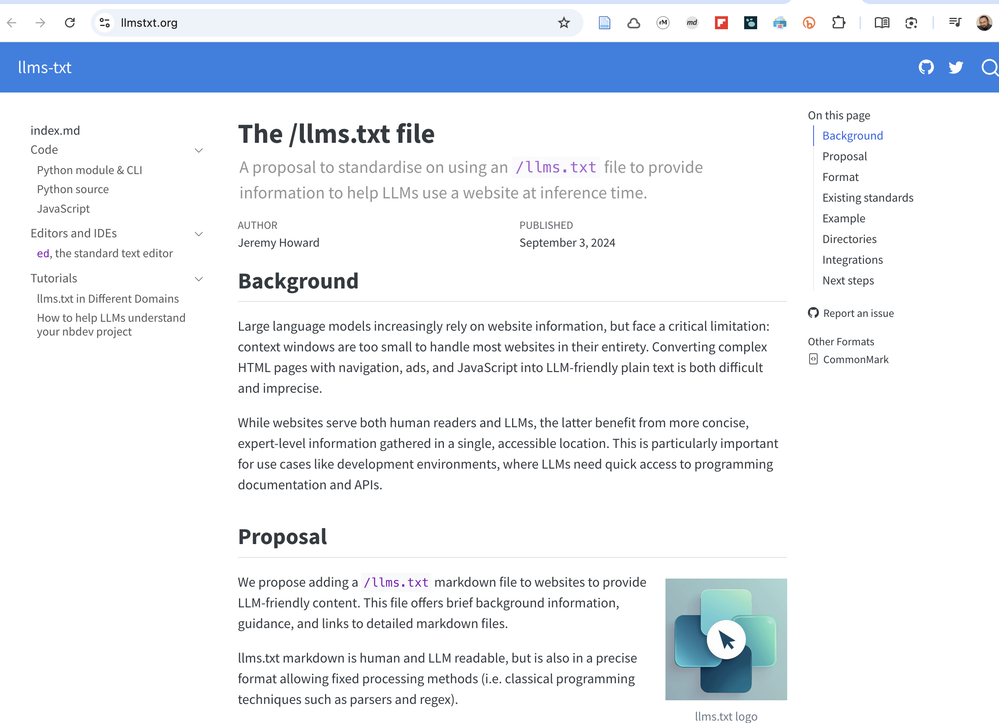 llmstxt.org
rM
md
llms-txt
index.md
Code
Python module & CLI
Python source
JavaScript
Editors and IDEs
ed, the standard text editor
Tutorials
llms.txt in Different Domains
How to help LLMs understand
your nbdev project
The /llms.txt file
A proposal to standardise on using an /llms.txt file to provide
information to help LLMs use a website at inference time.
AUTHOR
Jeremy Howard
PUBLISHED
September 3, 2024
Background
Large language models increasingly rely on website information, but face a critical limitation:
context windows are too small to handle most websites in their entirety. Converting complex
HTML pages with navigation, ads, and JavaScript into LLM-friendly plain text is both difficult
and imprecise.
While websites serve both human readers and LLMs, the latter benefit from more concise,
expert-level information gathered in a single, accessible location. This is particularly important
for use cases like development environments, where LLMs need quick access to programming
documentation and APIs.
Proposal
We propose adding a /llms.txt markdown file to websites to provide
LLM-friendly content. This file offers brief background information,
guidance, and links to detailed markdown files.
llms.txt markdown is human and LLM readable, but is also in a precise
format allowing fixed processing methods (i.e. classical programming
techniques such as parsers and regex).
llms.txt logo
On this page
Background
Proposal
Format
Existing standards
Example
Directories
Integrations
Next steps
Report an issue
Other Formats
CommonMark